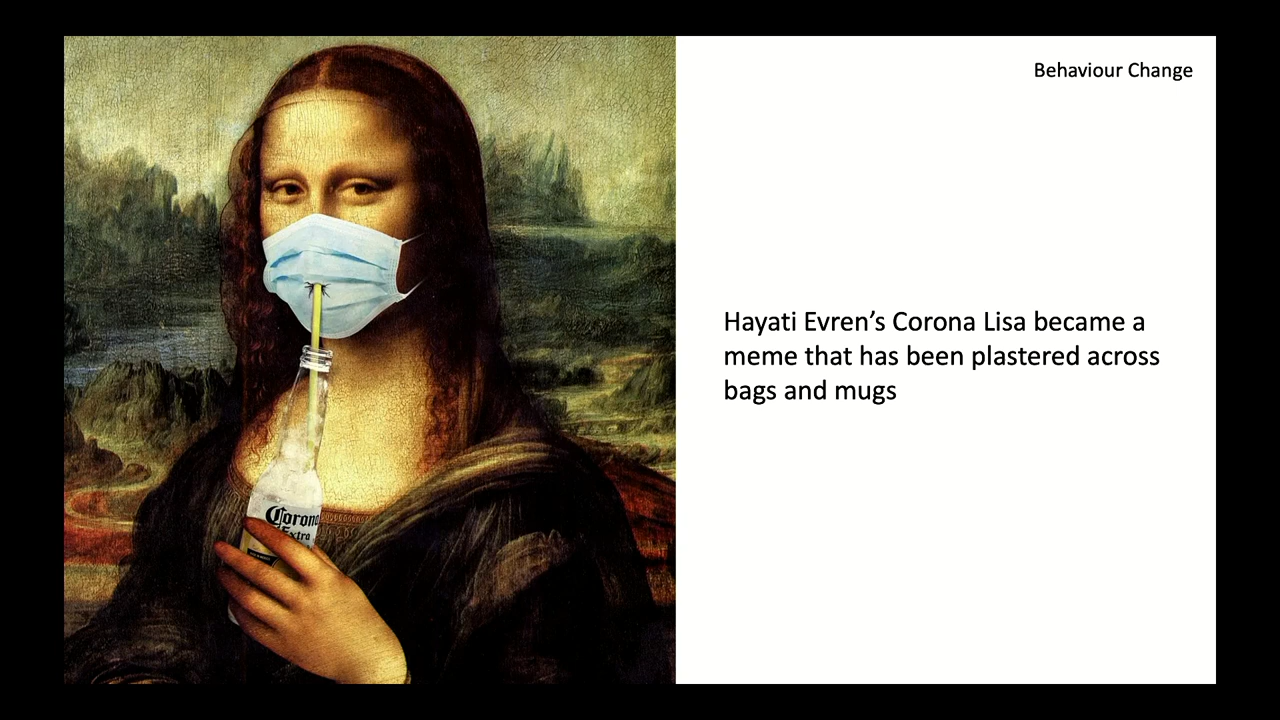 Behaviour Change
Hayati Evren’s Corona Lisa became a
meme that has been plastered across
bags and mugs
Corona
Extra